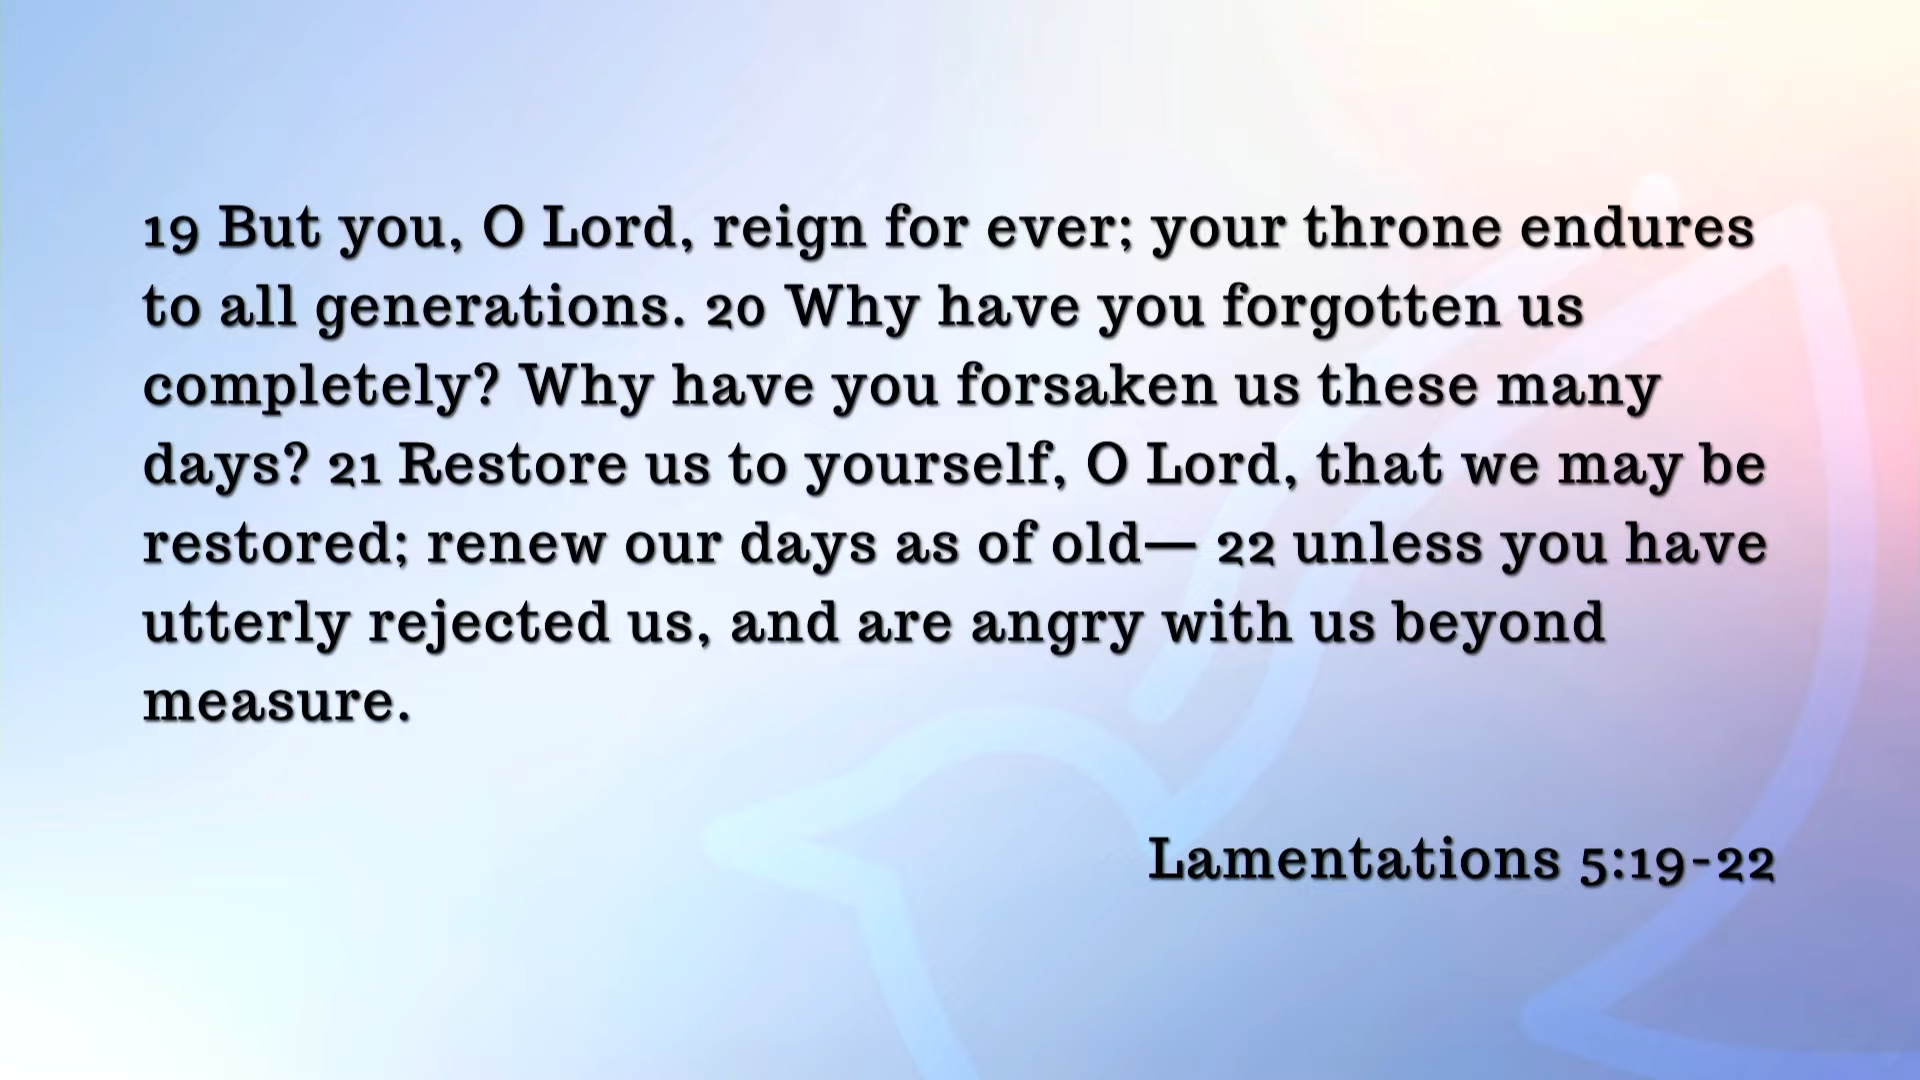 19 But you, O Lord, reign for ever; your throne endures
to all generations. 20 Why have you forgotten us
completely? Why have you forsaken us these many
days? 21 Restore us to yourself, O Lord, that we may be
restored; renew our days as of old— 22 unless you have
utterly rejected us, and are angry with us beyond
measure.
Lamentations 5:19-22